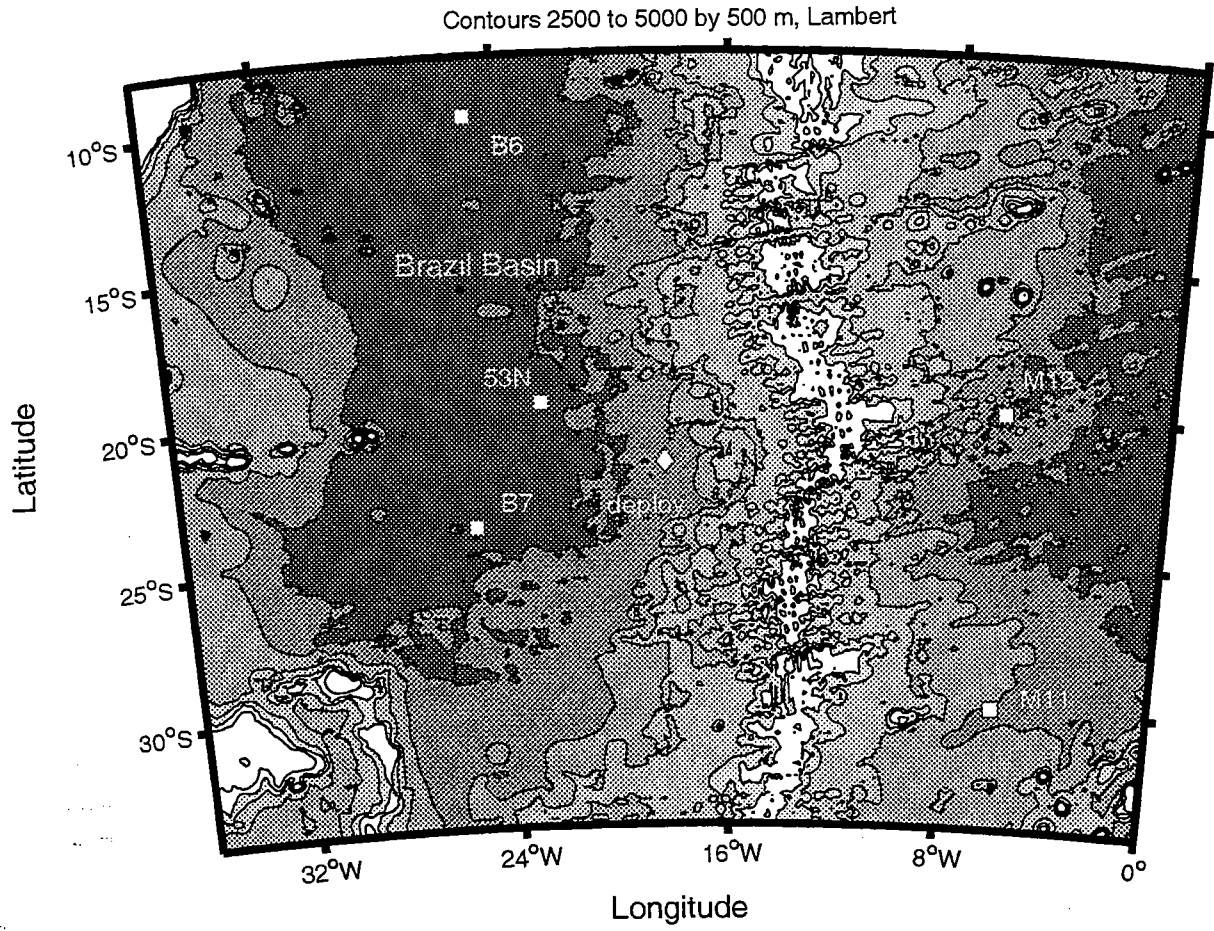 Contours 2500 to 5000 by 500 m, Lambert
B6
10°S
Brazil Basin
15°S
53N
M12
Latitude
20°S
B7
deploy
25°S
M11
30°S
32°W
24°W
16°W
8°W
0°
Longitude